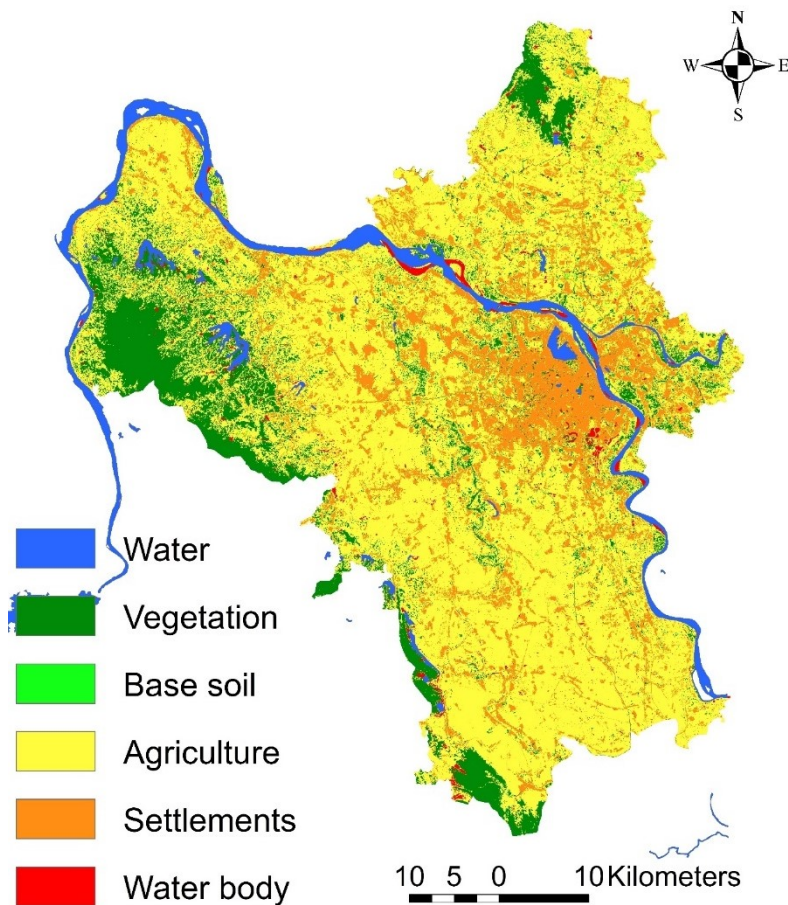 N
W E
S
Water
Vegetation
Base soil
Agriculture
Settlements
Water body
10 5 0 10 Kilometers